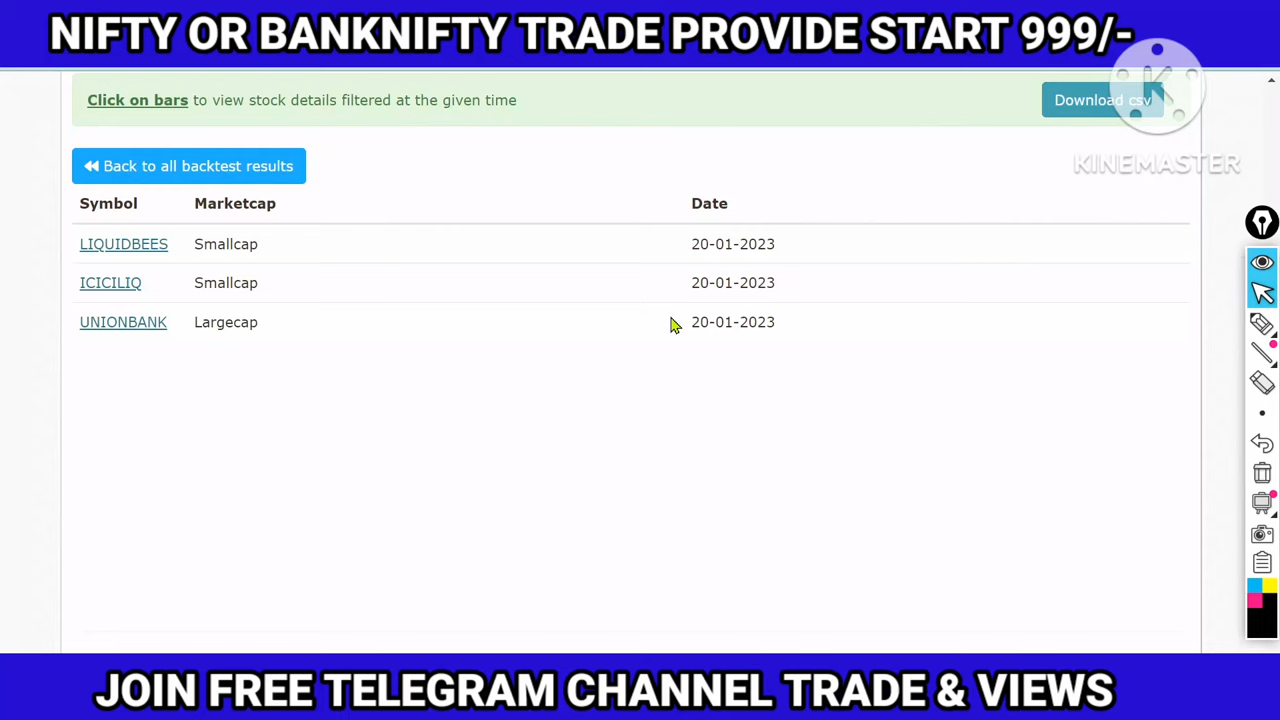 NIFTY OR BANKNIFTY TRADE PROVIDE START 999/-
Click on bars to view stock details filtered at the given time
Download csv
KINEMASTER
Back to all backtest results
Symbol Marketcap Date
LIQUIDBEES Smallcap 20-01-2023
ICICILIQ Smallcap 20-01-2023
UNIONBANK Largecap 20-01-2023
JOIN FREE TELEGRAM CHANNEL TRADE & VIEWS